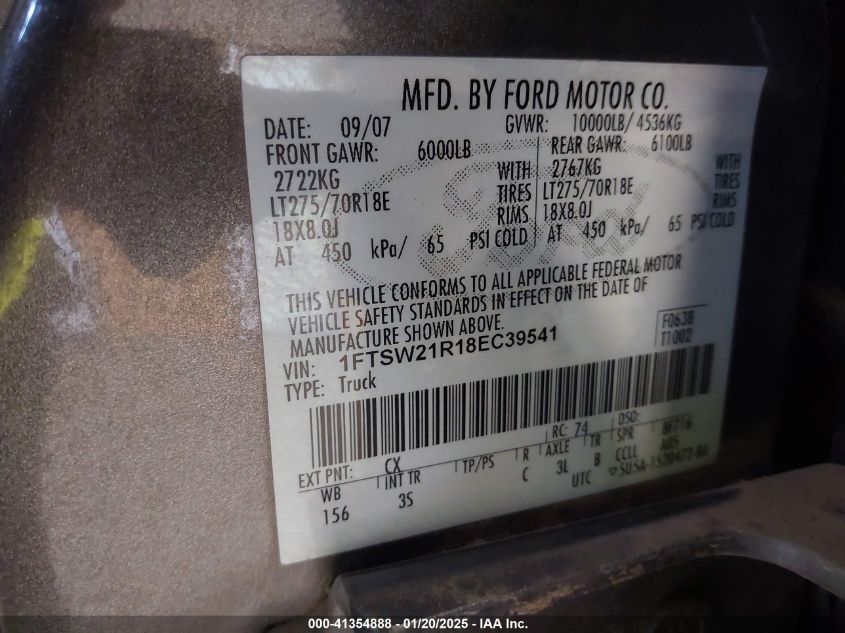 MFD. BY FORD MOTOR CO.
DATE: 09/07 GVWR: 10000LB/ 4536KG
FRONT GAWR: 6000LB REAR GAWR: 6100LB
2722KG WITH 2767KG WITH
LT275/70R18E TIRES LT275/70R18E TIRES
18X8.0J RIMS 18X8.0J RIMS
AT 450 kPa/ 65 PSI COLD AT 450 kPa/ 65 PSI COLD
THIS VEHICLE CONFORMS TO ALL APPLICABLE FEDERAL MOTOR
VEHICLE SAFETY STANDARDS IN EFFECT ON THE DATE OF
MANUFACTURE SHOWN ABOVE.
VIN: 1FTSW21R18EC39541 F0638
TYPE: Truck T1002
RC: 74 DSO:
EXT PNT: CX
WB INT TR TP/PS R AXLE TR SPR
156 3S C 3L B CCLL A05
UTC 5U5A-1520472-BA
000-41354888 - 01/20/2025 - IAA Inc.